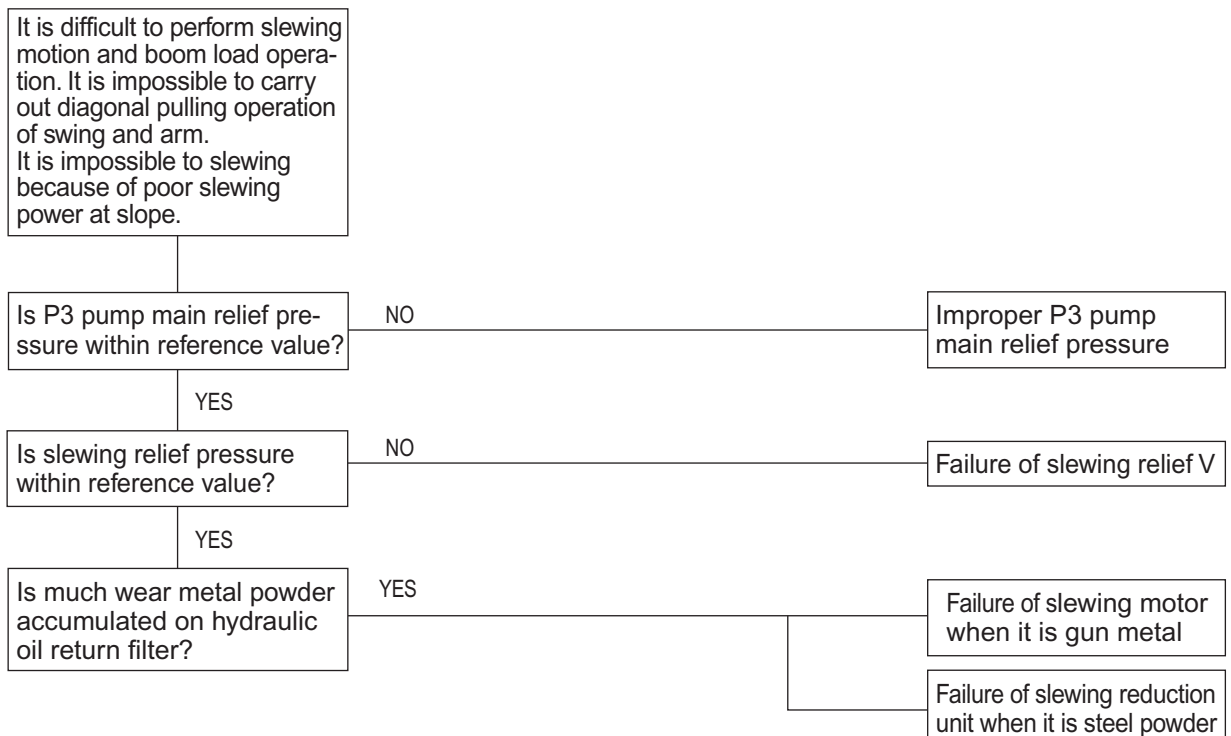 It is difficult to perform slewing
motion and boom load opera-
tion. It is impossible to carry
out diagonal pulling operation
of swing and arm.
It is impossible to slewing
because of poor slewing
power at slope.
Is P3 pump main relief pre-
ssure within reference value?
NO
Improper P3 pump
main relief pressure
YES
Is slewing relief pressure
within reference value?
NO
Failure of slewing relief V
YES
Is much wear metal powder
accumulated on hydraulic
oil return filter?
YES
Failure of slewing motor
when it is gun metal
Failure of slewing reduction
unit when it is steel powder